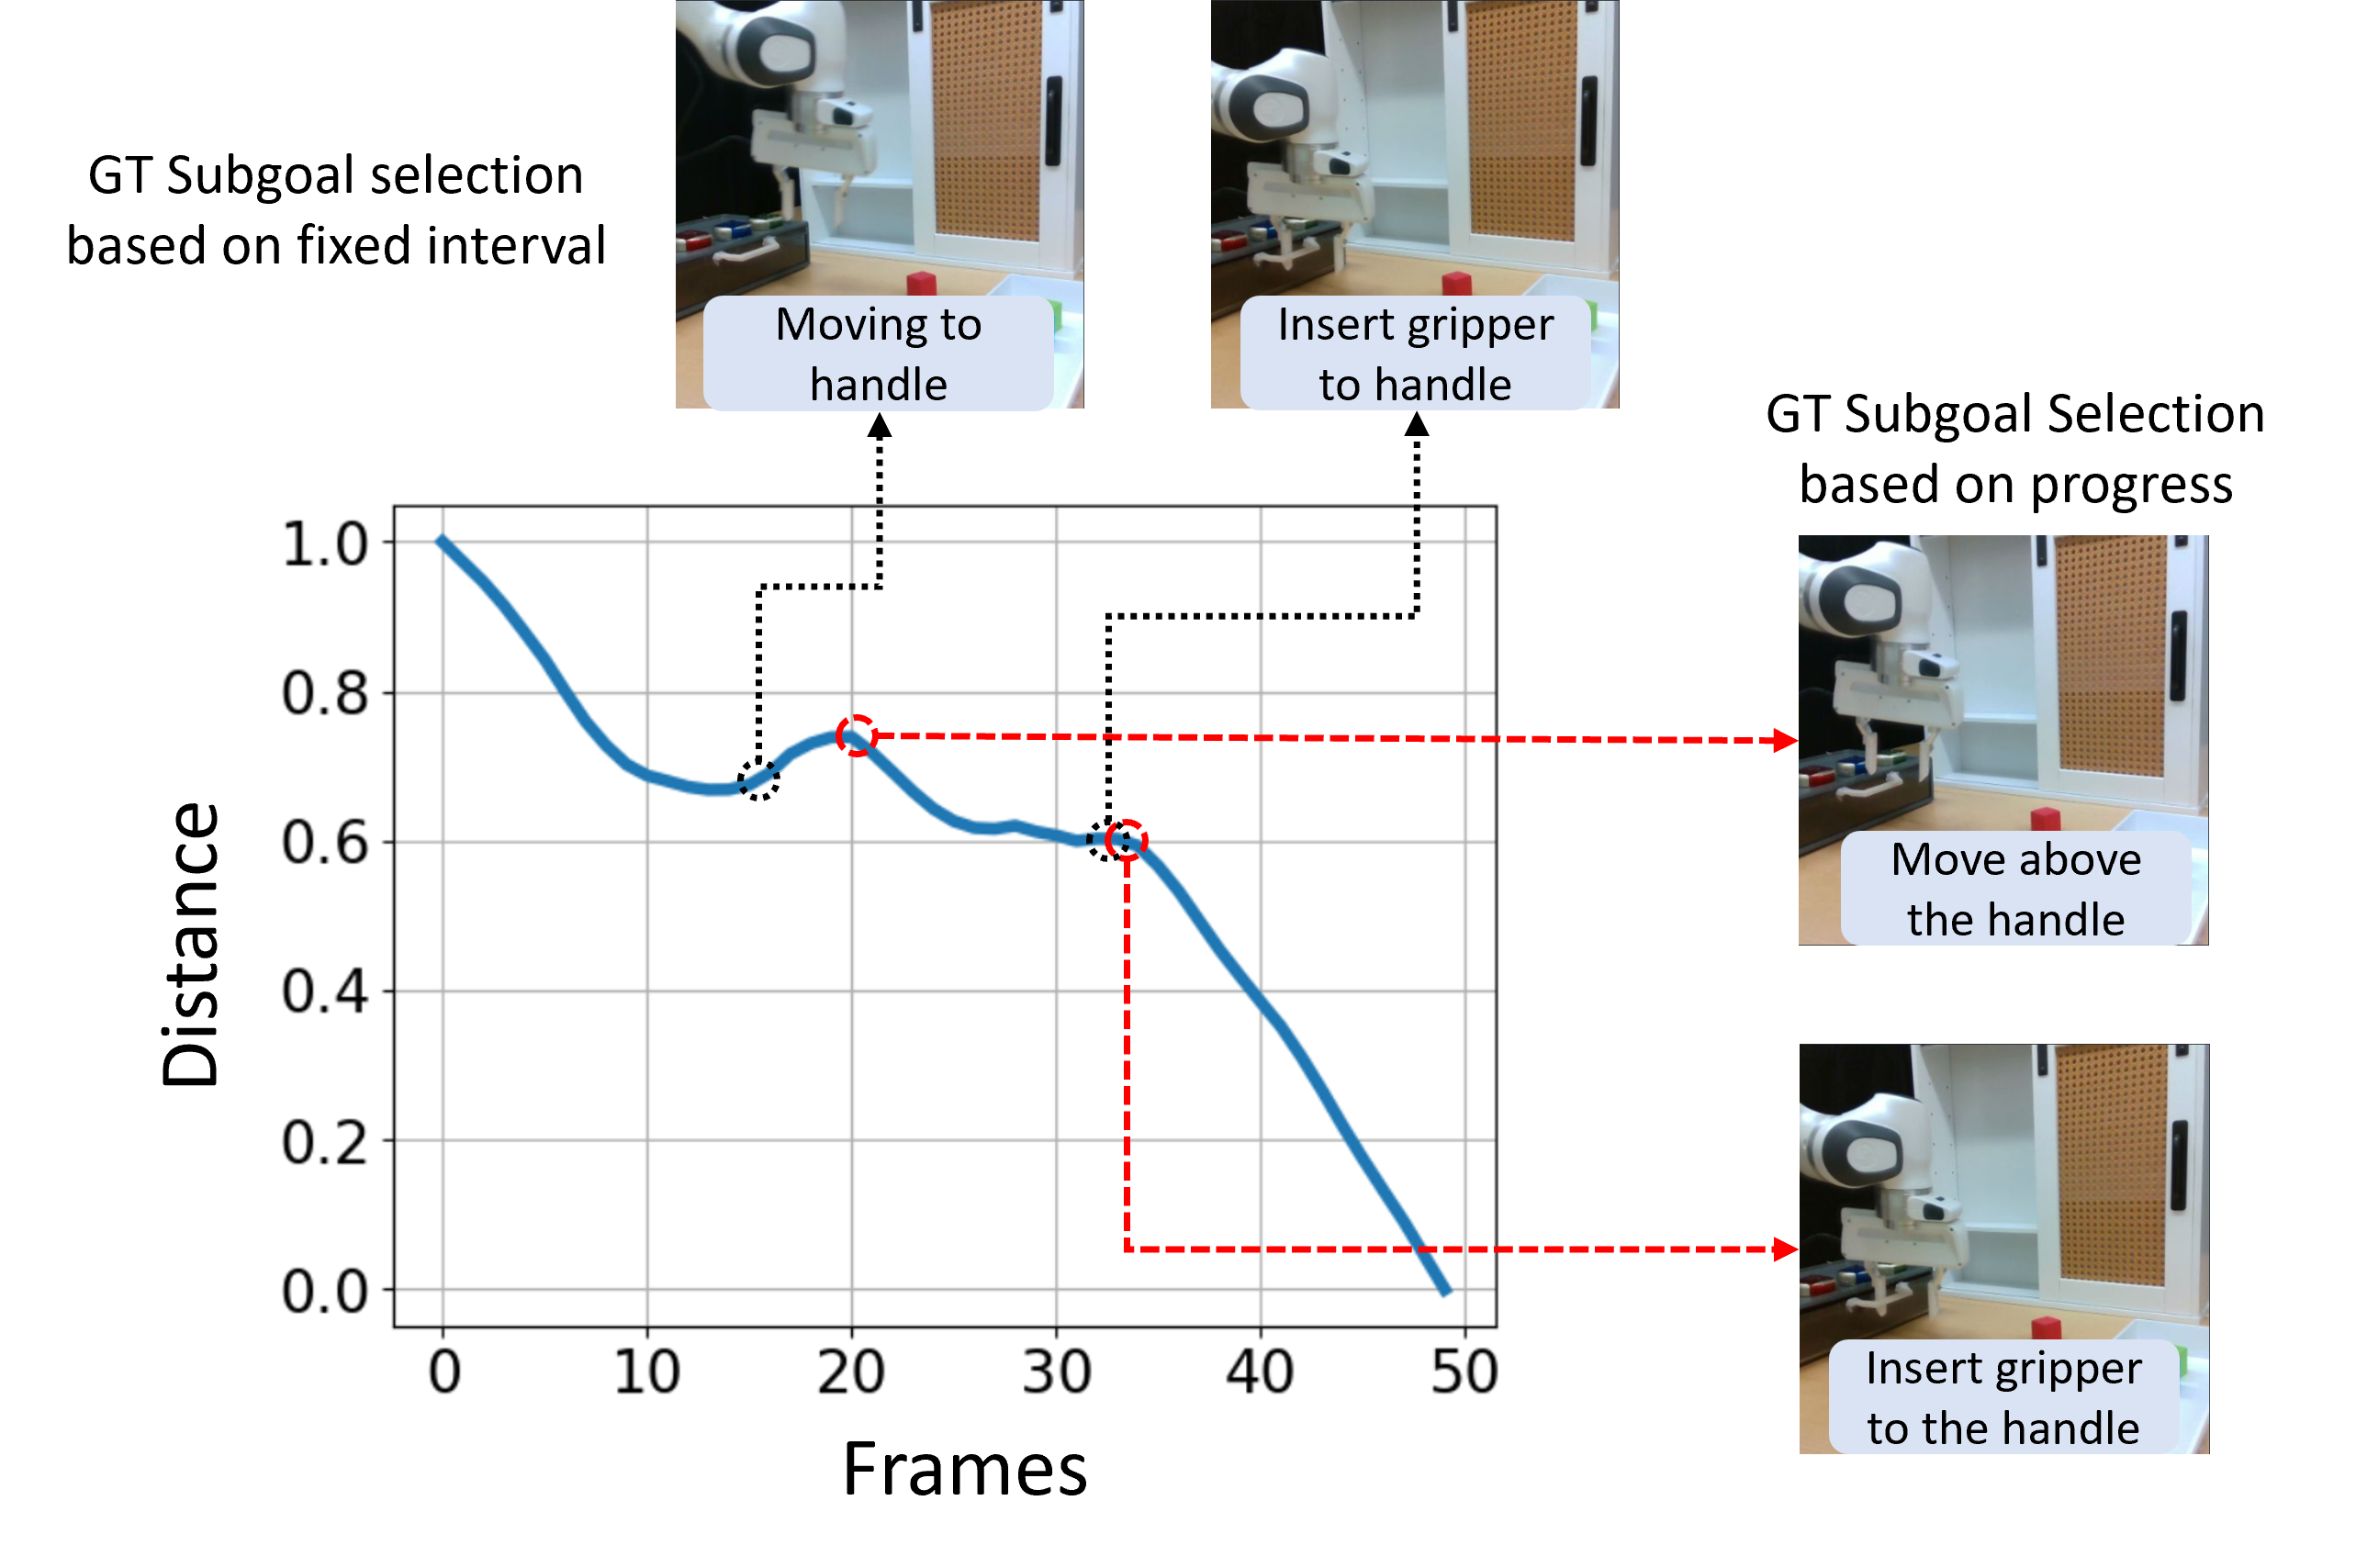 GT Subgoal selection
based on fixed interval
Moving to
handle
Insert gripper
to handle
GT Subgoal Selection
based on progress
Move above
the handle
Insert gripper
to the handle
Distance
1.0
0.8
0.6
0.4
0.2
0.0
0 10 20 30 40 50
Frames